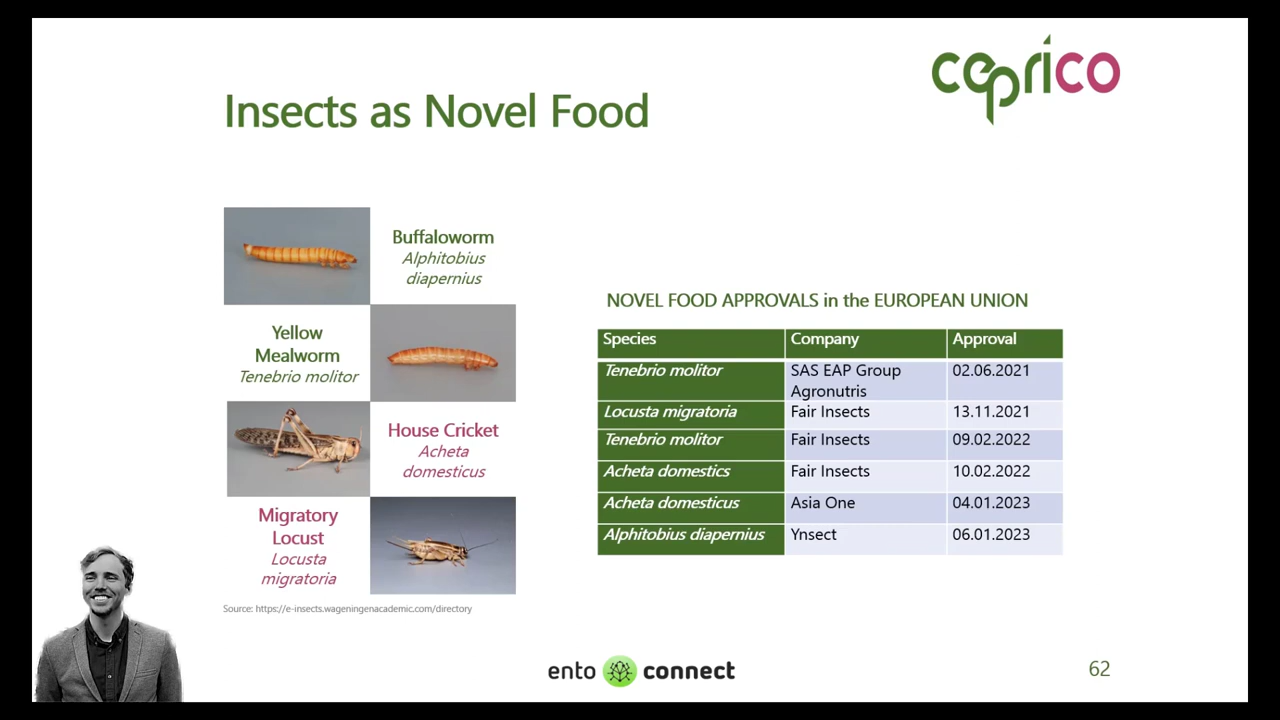 ceprico
Insects as Novel Food
Buffaloworm
Alphitobius
diapernius
Yellow
Mealworm
Tenebrio molitor
House Cricket
Acheta
domesticus
Migratory
Locust
Locusta
migratoria
Source: https://e-insects.wageningenacademic.com/directory
NOVEL FOOD APPROVALS in the EUROPEAN UNION
Species Company Approval
Tenebrio molitor SAS EAP Group 02.06.2021
Agronutris
Locusta migratoria Fair Insects 13.11.2021
Tenebrio molitor Fair Insects 09.02.2022
Acheta domestics Fair Insects 10.02.2022
Acheta domesticus Asia One 04.01.2023
Alphitobius diapernius Ynsect 06.01.2023
ento connect
62